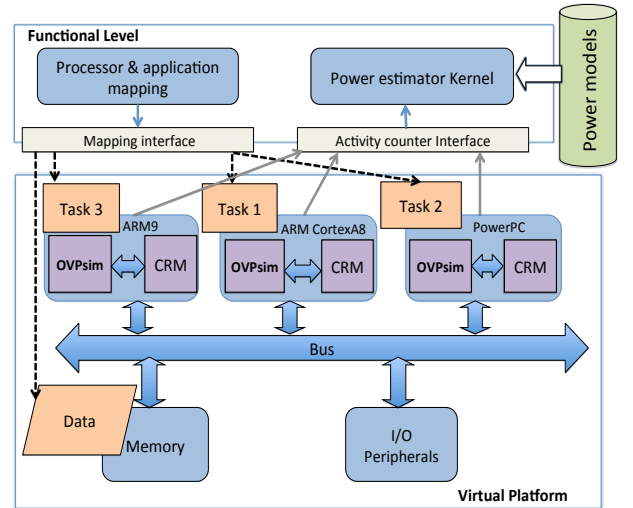 Functional Level
Processor & application
mapping
Power estimator Kernel
Power models
Mapping interface
Activity counter Interface
Task 3
Task 1
Task 2
ARM9
ARM CortexA8
PowerPC
OVPsim
CRM
OVPsim
CRM
OVPsim
CRM
Bus
Data
Memory
I/O
Peripherals
Virtual Platform